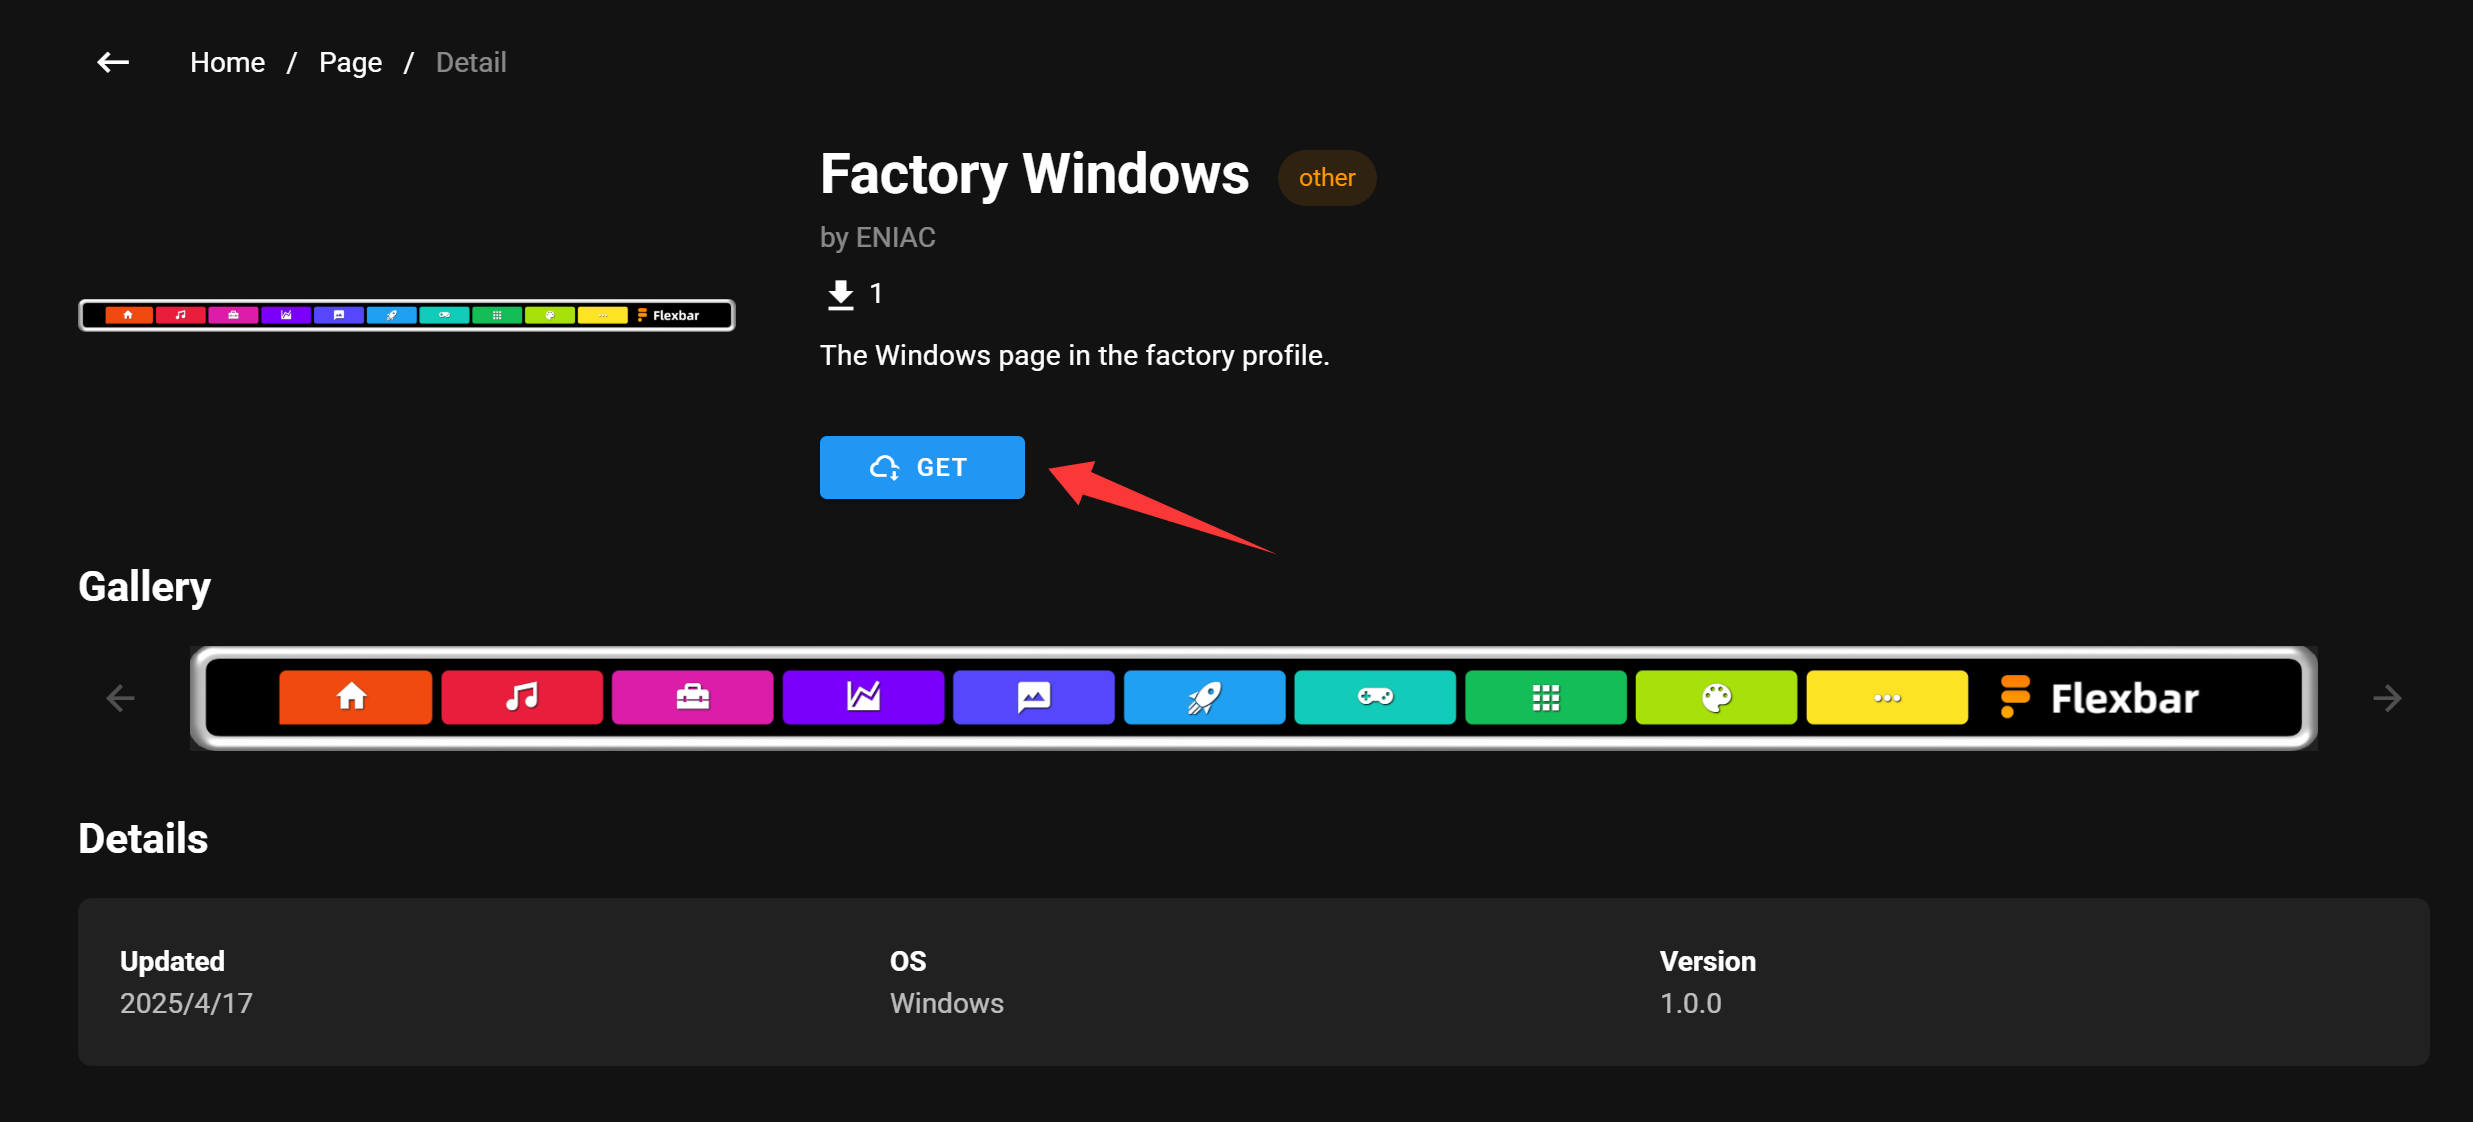 Home / Page / Detail
Factory Windows
other
by ENIAC
1
The Windows page in the factory profile.
Flexbar
GET
Gallery
Flexbar
Details
Updated
2025/4/17
OS
Windows
Version
1.0.0